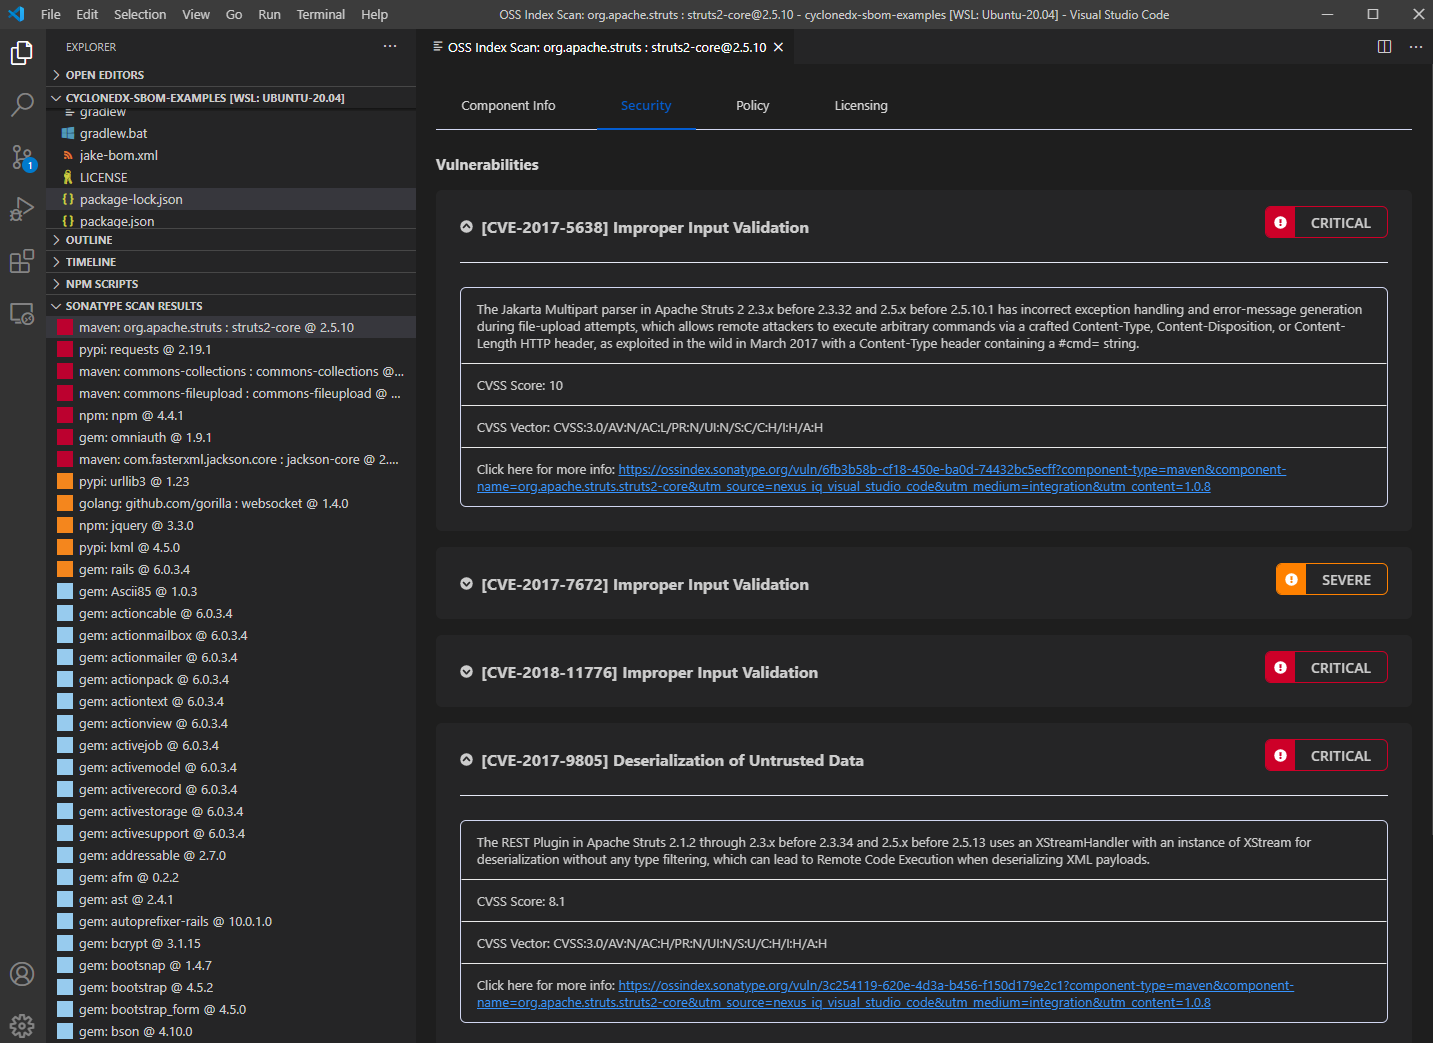 File Edit Selection View Go Run Terminal Help
OSS Index Scan: org.apache.struts : struts2-core@2.5.10 - cyclonedx-sbom-examples [WSL: Ubuntu-20.04] - Visual Studio Code
EXPLORER
OPEN EDITORS
CYCLONEDX-SBOM-EXAMPLES [WSL: UBUNTU-20.04]
gradlew
gradlew.bat
jake-bom.xml
LICENSE
{} package-lock.json
{} package.json
OUTLINE
TIMELINE
NPM SCRIPTS
SONATYPE SCAN RESULTS
maven: org.apache.struts : struts2-core @ 2.5.10
pypi: requests @ 2.19.1
maven: commons-collections : commons-collections @...
maven: commons-fileupload : commons-fileupload @ ...
npm: npm @ 4.4.1
gem: omniauth @ 1.9.1
maven: com.fasterxml.jackson.core : jackson-core @ 2....
pypi: urllib3 @ 1.23
golang: github.com/gorilla : websocket @ 1.4.0
npm: jquery @ 3.3.0
pypi: lxml @ 4.5.0
gem: rails @ 6.0.3.4
gem: Ascii85 @ 1.0.3
gem: actioncable @ 6.0.3.4
gem: actionmailbox @ 6.0.3.4
gem: actionmailer @ 6.0.3.4
gem: actionpack @ 6.0.3.4
gem: actiontext @ 6.0.3.4
gem: actionview @ 6.0.3.4
gem: activejob @ 6.0.3.4
gem: activemodel @ 6.0.3.4
gem: activerecord @ 6.0.3.4
gem: activestorage @ 6.0.3.4
gem: activesupport @ 6.0.3.4
gem: addressable @ 2.7.0
gem: afm @ 0.2.2
gem: ast @ 2.4.1
gem: autoprefixer-rails @ 10.0.1.0
gem: bcrypt @ 3.1.15
gem: bootsnap @ 1.4.7
gem: bootstrap @ 4.5.2
gem: bootstrap_form @ 4.5.0
gem: bson @ 4.10.0
1
OSS Index Scan: org.apache.struts : struts2-core@2.5.10
Component Info Security Policy Licensing
Vulnerabilities
[CVE-2017-5638] Improper Input Validation
CRITICAL
The Jakarta Multipart parser in Apache Struts 2 2.3.x before 2.3.32 and 2.5.x before 2.5.10.1 has incorrect exception handling and error-message generation
during file-upload attempts, which allows remote attackers to execute arbitrary commands via a crafted Content-Type, Content-Disposition, or Content-
Length HTTP header, as exploited in the wild in March 2017 with a Content-Type header containing a #cmd= string.
CVSS Score: 10
CVSS Vector: CVSS:3.0/AV:N/AC:L/PR:N/UI:N/S:C/C:H/I:H/A:H
Click here for more info: https://ossindex.sonatype.org/vuln/6fb3b58b-cf18-450e-ba0d-74432bc5ecff?component-type=maven&component-
name=org.apache.struts.struts2-core&utm_source=nexus_iq_visual_studio_code&utm_medium=integration&utm_content=1.0.8
[CVE-2017-7672] Improper Input Validation
SEVERE
[CVE-2018-11776] Improper Input Validation
CRITICAL
[CVE-2017-9805] Deserialization of Untrusted Data
CRITICAL
The REST Plugin in Apache Struts 2.1.2 through 2.3.x before 2.3.34 and 2.5.x before 2.5.13 uses an XStreamHandler with an instance of XStream for
deserialization without any type filtering, which can lead to Remote Code Execution when deserializing XML payloads.
CVSS Score: 8.1
CVSS Vector: CVSS:3.0/AV:N/AC:H/PR:N/UI:N/S:U/C:H/I:H/A:H
Click here for more info: https://ossindex.sonatype.org/vuln/3c254119-620e-4d3a-b456-f150d179e2c1?component-type=maven&component-
name=org.apache.struts.struts2-core&utm_source=nexus_iq_visual_studio_code&utm_medium=integration&utm_content=1.0.8